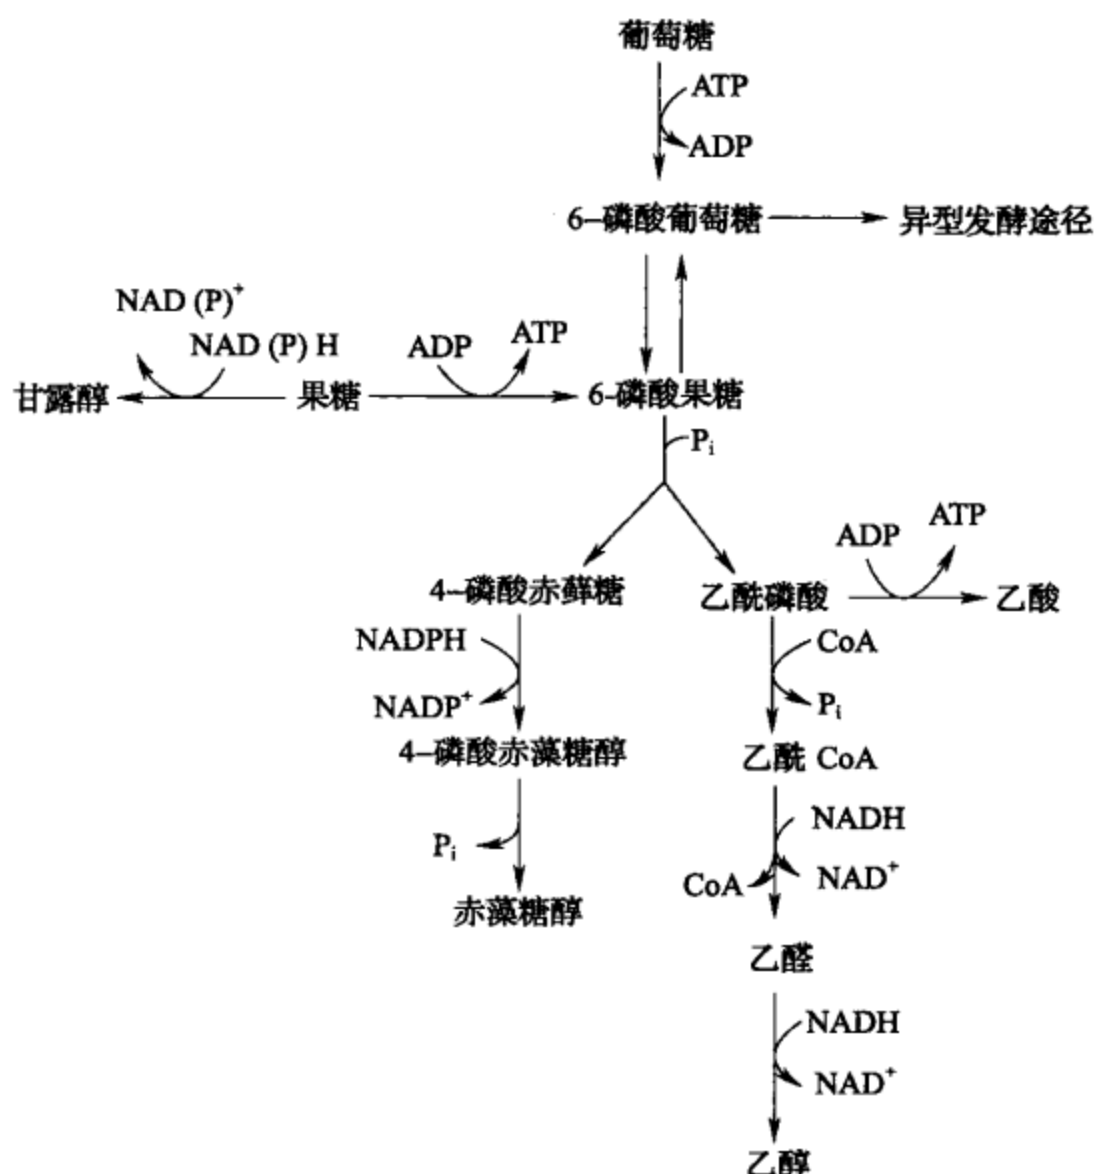 葡萄糖
ATP
ADP
6-磷酸葡萄糖
异型发酵途径
NAD (P)⁺
NAD (P) H
ADP
ATP
甘露醇
果糖
6-磷酸果糖
Pᵢ
ADP
ATP
4-磷酸赤藓糖
乙酰磷酸
乙酸
NADPH
CoA
NADP⁺
Pᵢ
4-磷酸赤藻糖醇
乙酰 CoA
NADH
Pᵢ
CoA
NAD⁺
赤藻糖醇
乙醛
NADH
NAD⁺
乙醇